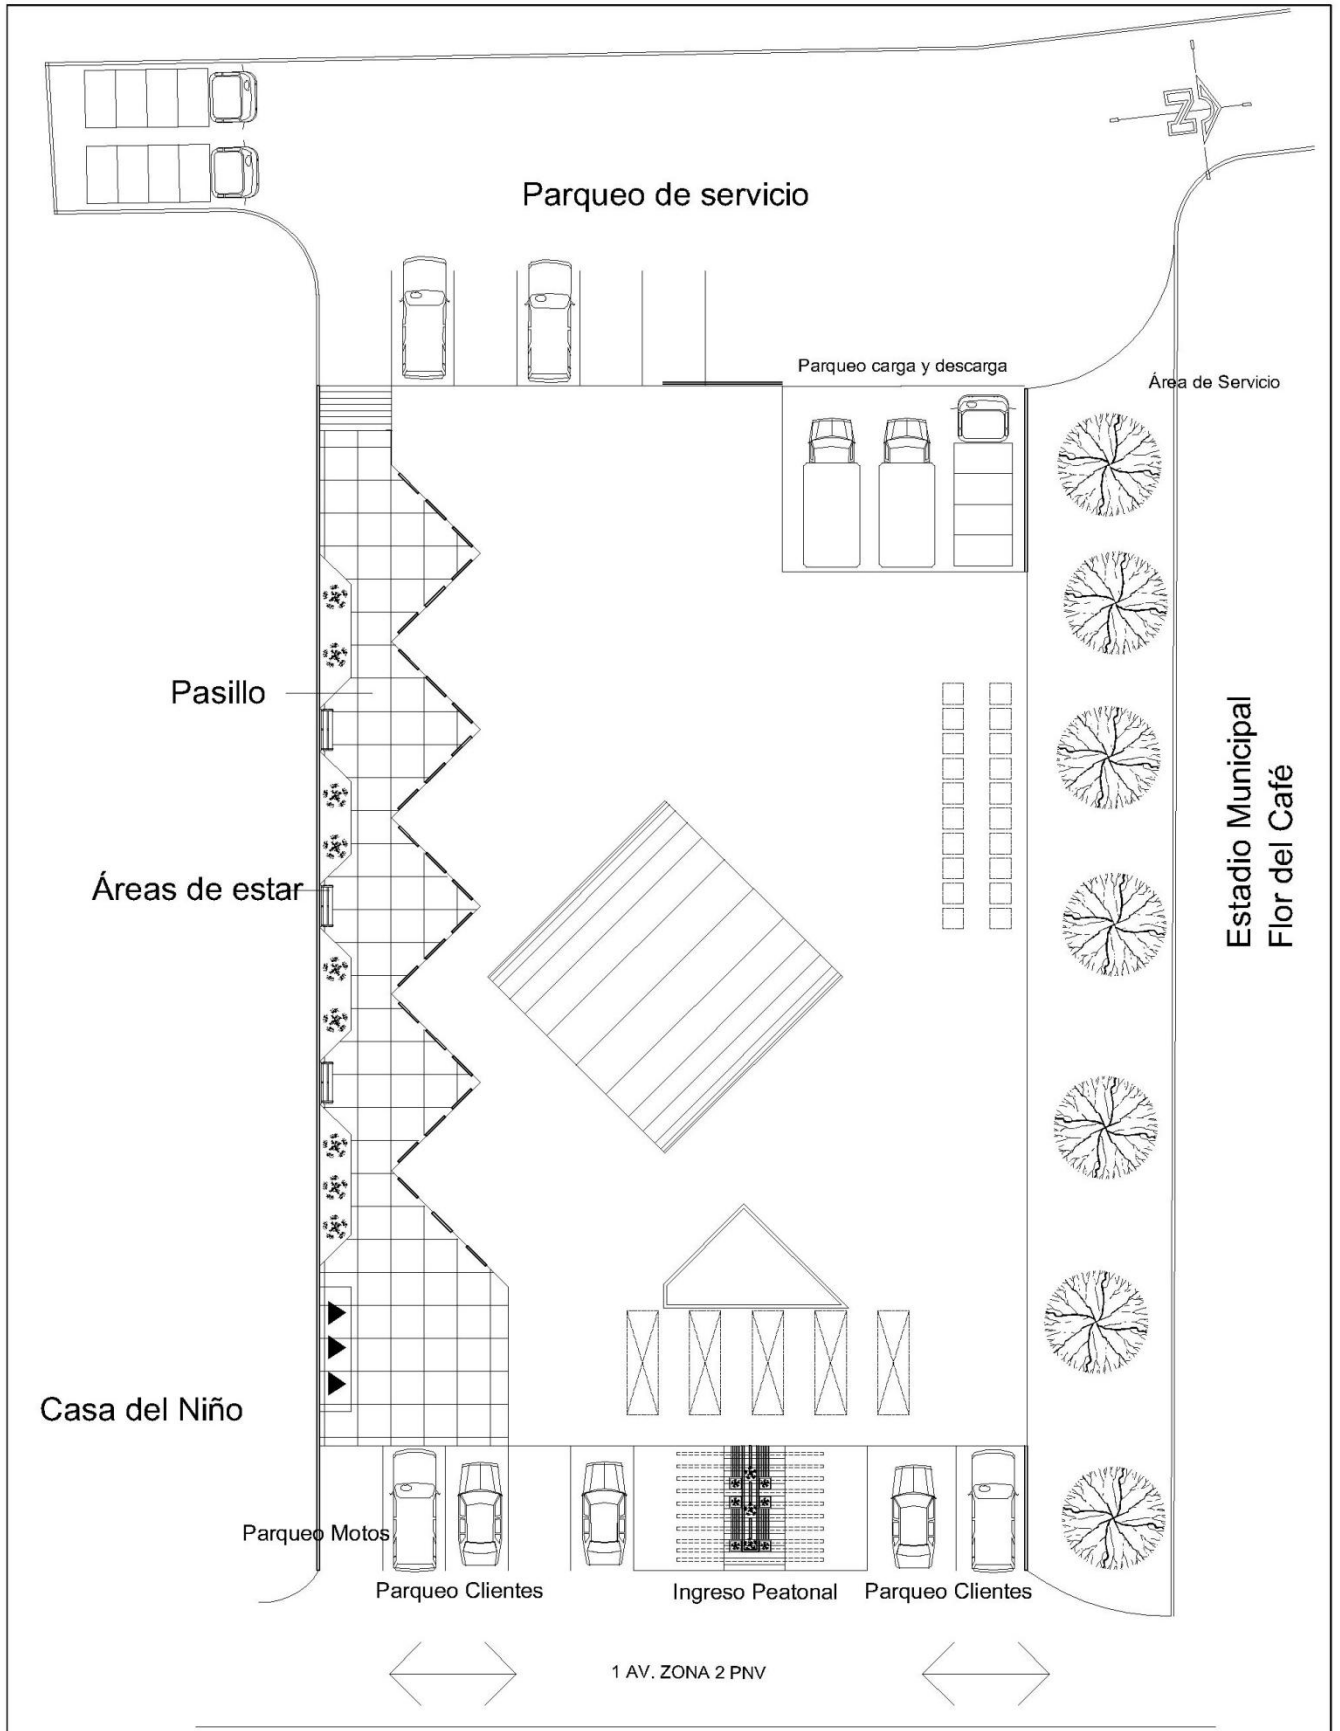 N
Parqueo de servicio
Parqueo carga y descarga
Área de Servicio
Pasillo
Estadio Municipal
Flor del Café
Áreas de estar
Casa del Niño
Parqueo Motos
Parqueo Clientes
Ingreso Peatonal
Parqueo Clientes
1 AV. ZONA 2 PNV